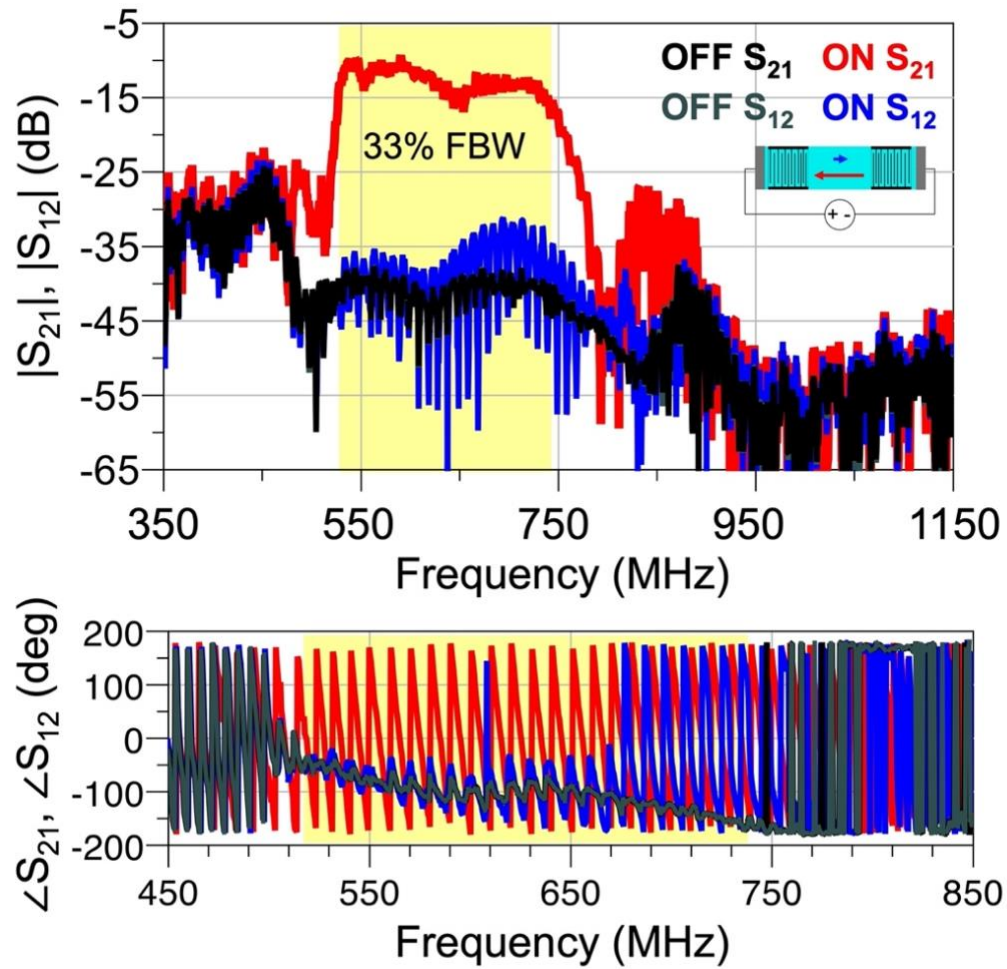 -5
-15
-25
-35
-45
-55
-65
|S21|, |S12| (dB)
OFF S21 ON S21
OFF S12 ON S12
33% FBW
+ -
350 550 750 950 1150
Frequency (MHz)
200
100
0
-100
-200
∠S21, ∠S12 (deg)
450 550 650 750 850
Frequency (MHz)